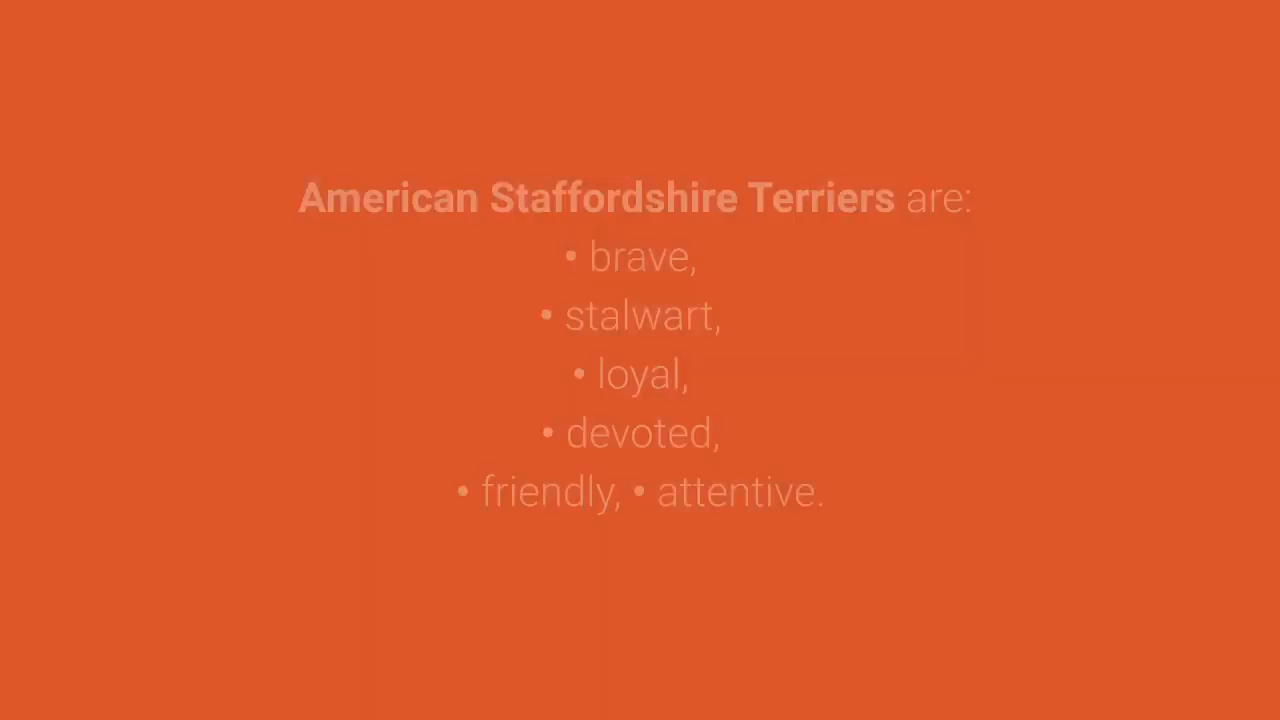 American Staffordshire Terriers are:
• brave,
• stalwart,
• loyal,
• devoted,
• friendly, • attentive.